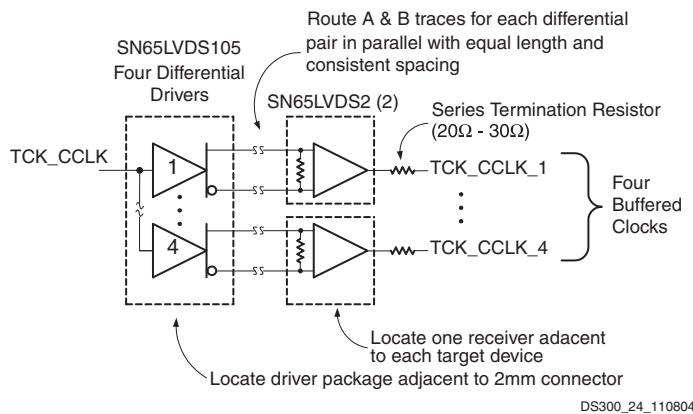 Route A & B traces for each differential
pair in parallel with equal length and
consistent spacing
SN65LVDS105
Four Differential
Drivers
SN65LVDS2 (2)
Series Termination Resistor
(20Ω - 30Ω)
TCK_CCLK
1
TCK_CCLK_1
Four
Buffered
Clocks
4
TCK_CCLK_4
Locate one receiver adacent
to each target device
Locate driver package adjacent to 2mm connector
DS300_24_110804